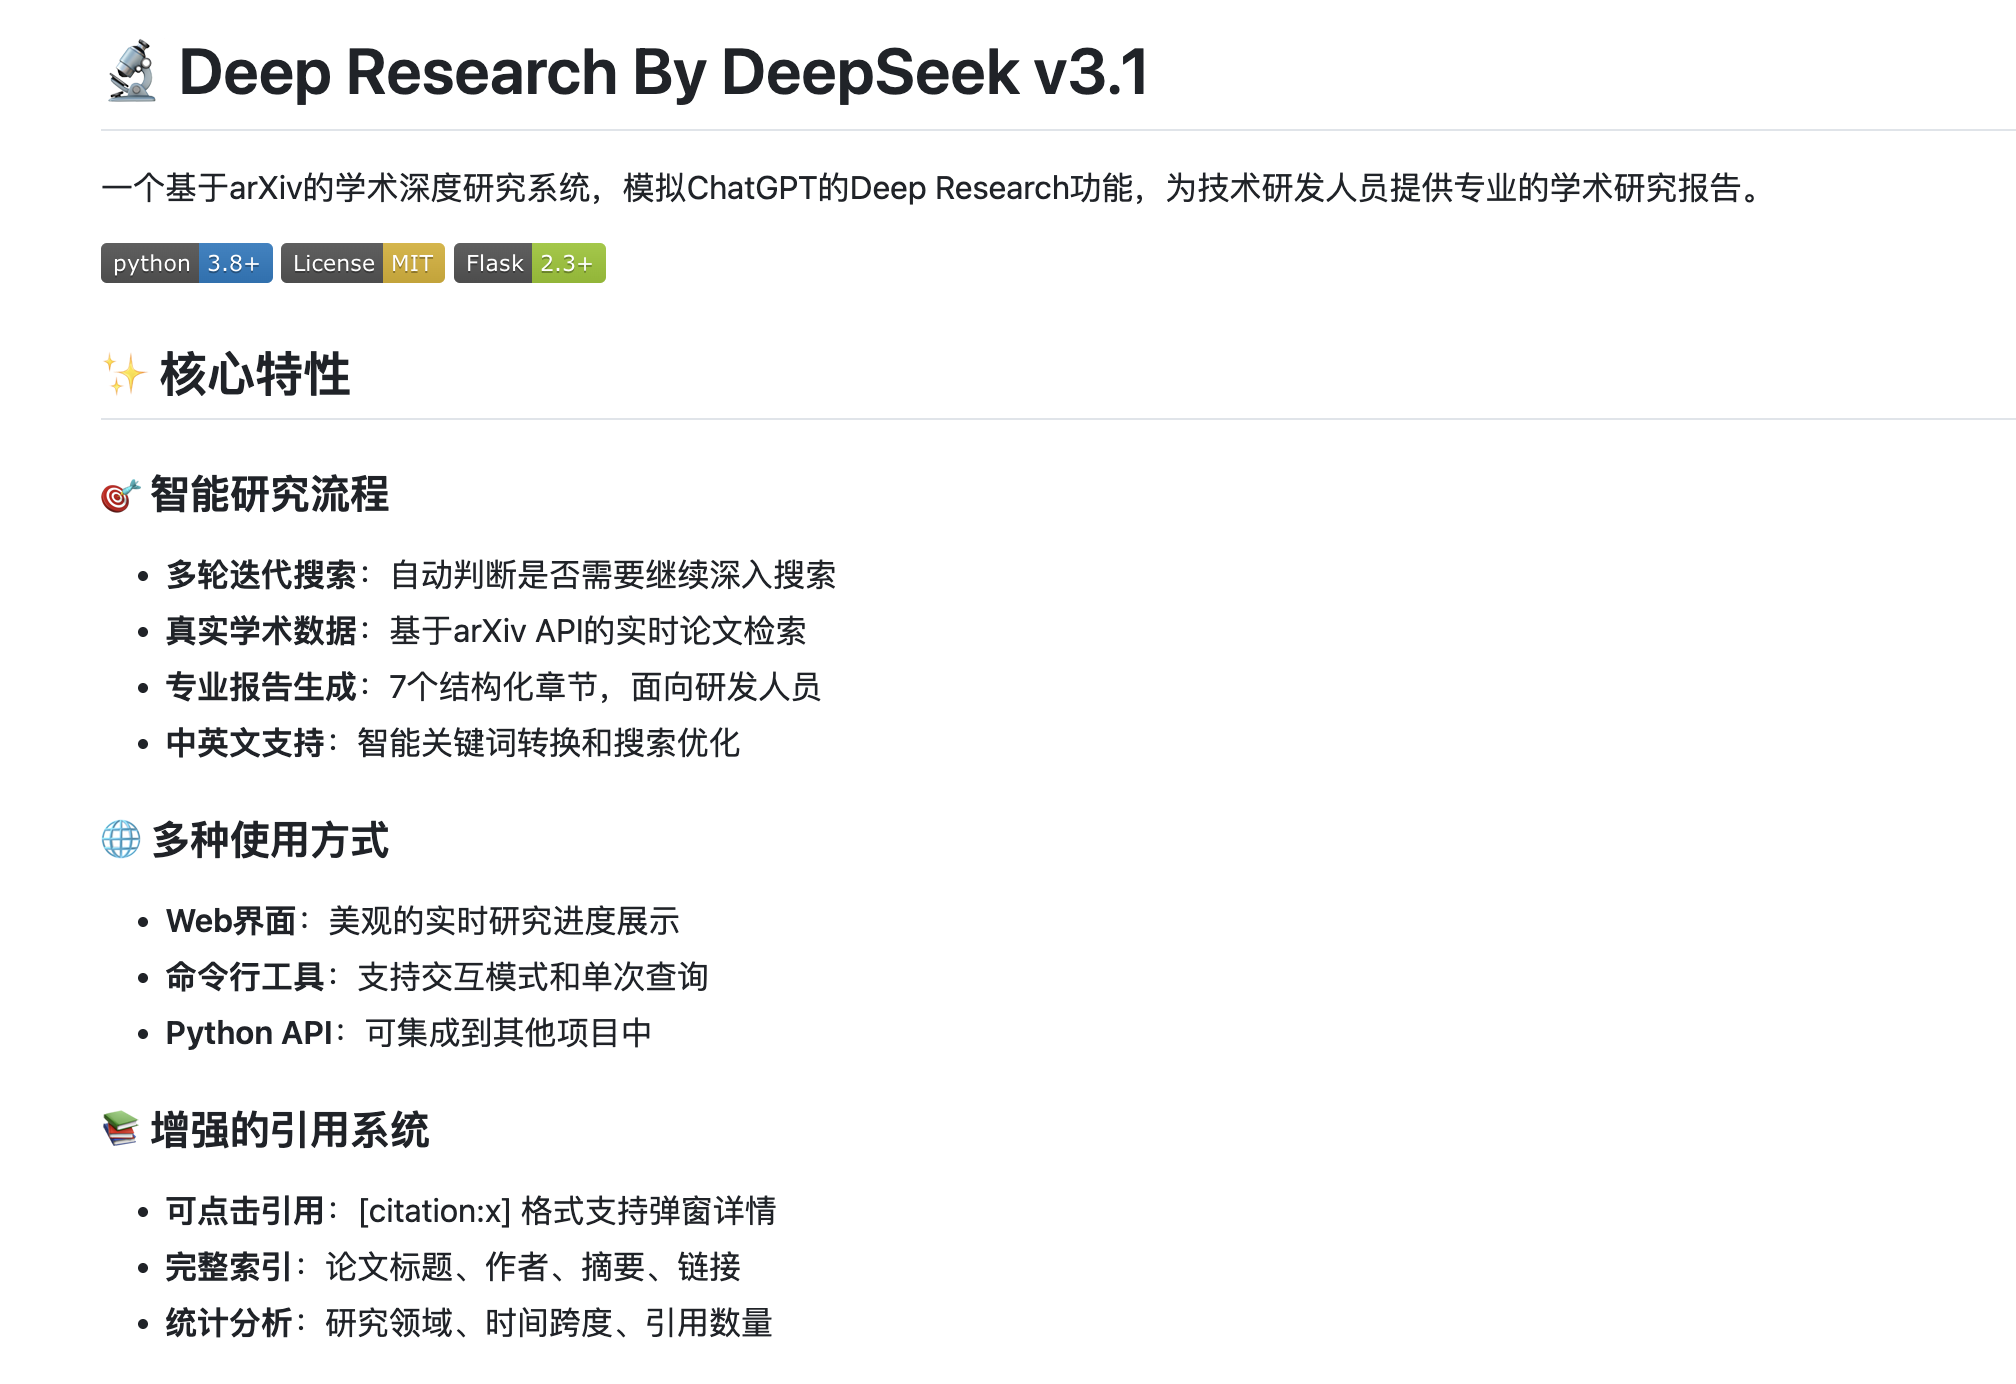 🔬 Deep Research By DeepSeek v3.1
一个基于arXiv的学术深度研究系统，模拟ChatGPT的Deep Research功能，为技术研发人员提供专业的学术研究报告。
python 3.8+ License MIT Flask 2.3+
✨ 核心特性
🎯 智能研究流程
• 多轮迭代搜索：自动判断是否需要继续深入搜索
• 真实学术数据：基于arXiv API的实时论文检索
• 专业报告生成：7个结构化章节，面向研发人员
• 中英文支持：智能关键词转换和搜索优化
🌐 多种使用方式
• Web界面：美观的实时研究进度展示
• 命令行工具：支持交互模式和单次查询
• Python API：可集成到其他项目中
📚 增强的引用系统
• 可点击引用：[citation:x] 格式支持弹窗详情
• 完整索引：论文标题、作者、摘要、链接
• 统计分析：研究领域、时间跨度、引用数量